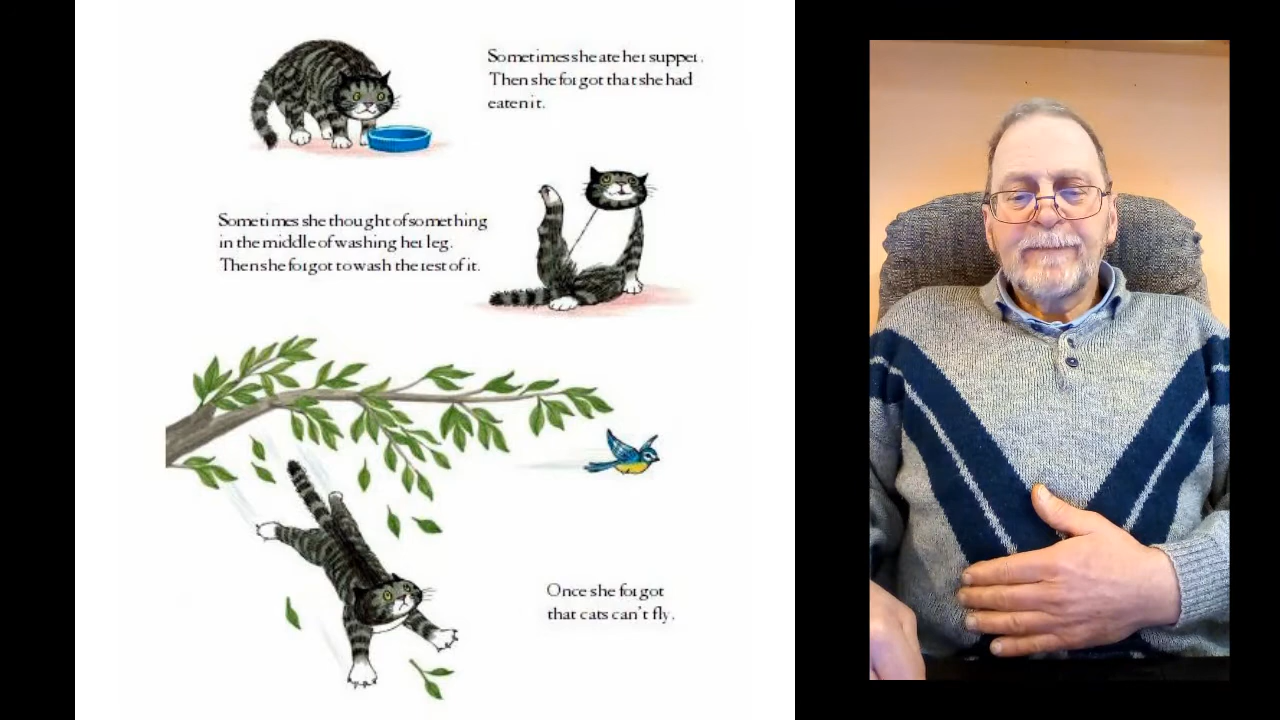 Sometimes she ate her supper.
Then she forgot that she had
eaten it.
Sometimes she thought of something
in the middle of washing her leg.
Then she forgot to wash the rest of it.
Once she forgot
that cats can't fly.